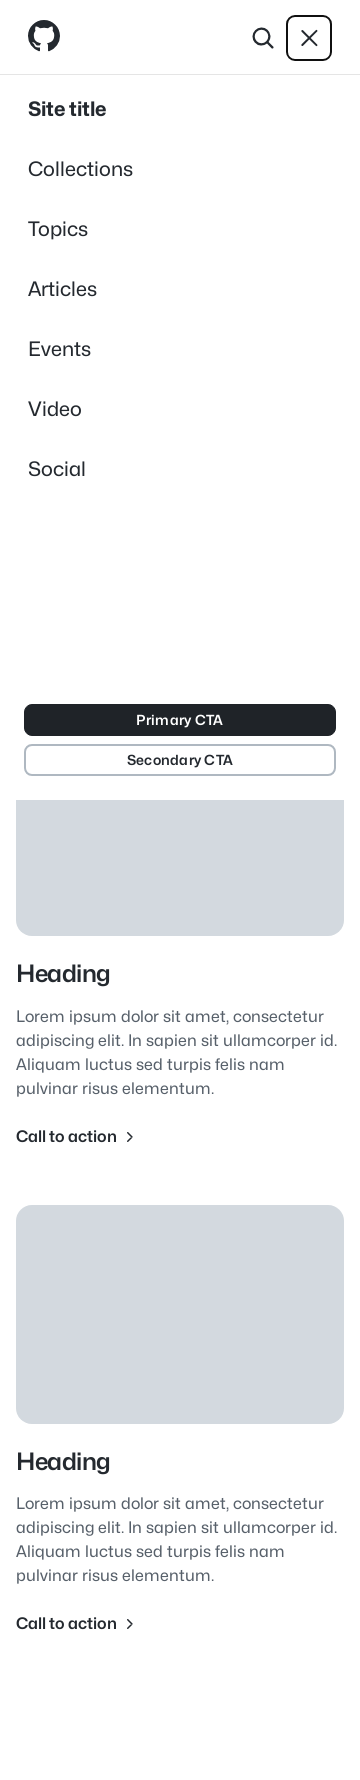 Site title
Collections
Topics
Articles
Events
Video
Social
Primary CTA
Secondary CTA
Heading
Lorem ipsum dolor sit amet, consectetur
adipiscing elit. In sapien sit ullamcorper id.
Aliquam luctus sed turpis felis nam
pulvinar risus elementum.
Call to action
Heading
Lorem ipsum dolor sit amet, consectetur
adipiscing elit. In sapien sit ullamcorper id.
Aliquam luctus sed turpis felis nam
pulvinar risus elementum.
Call to action